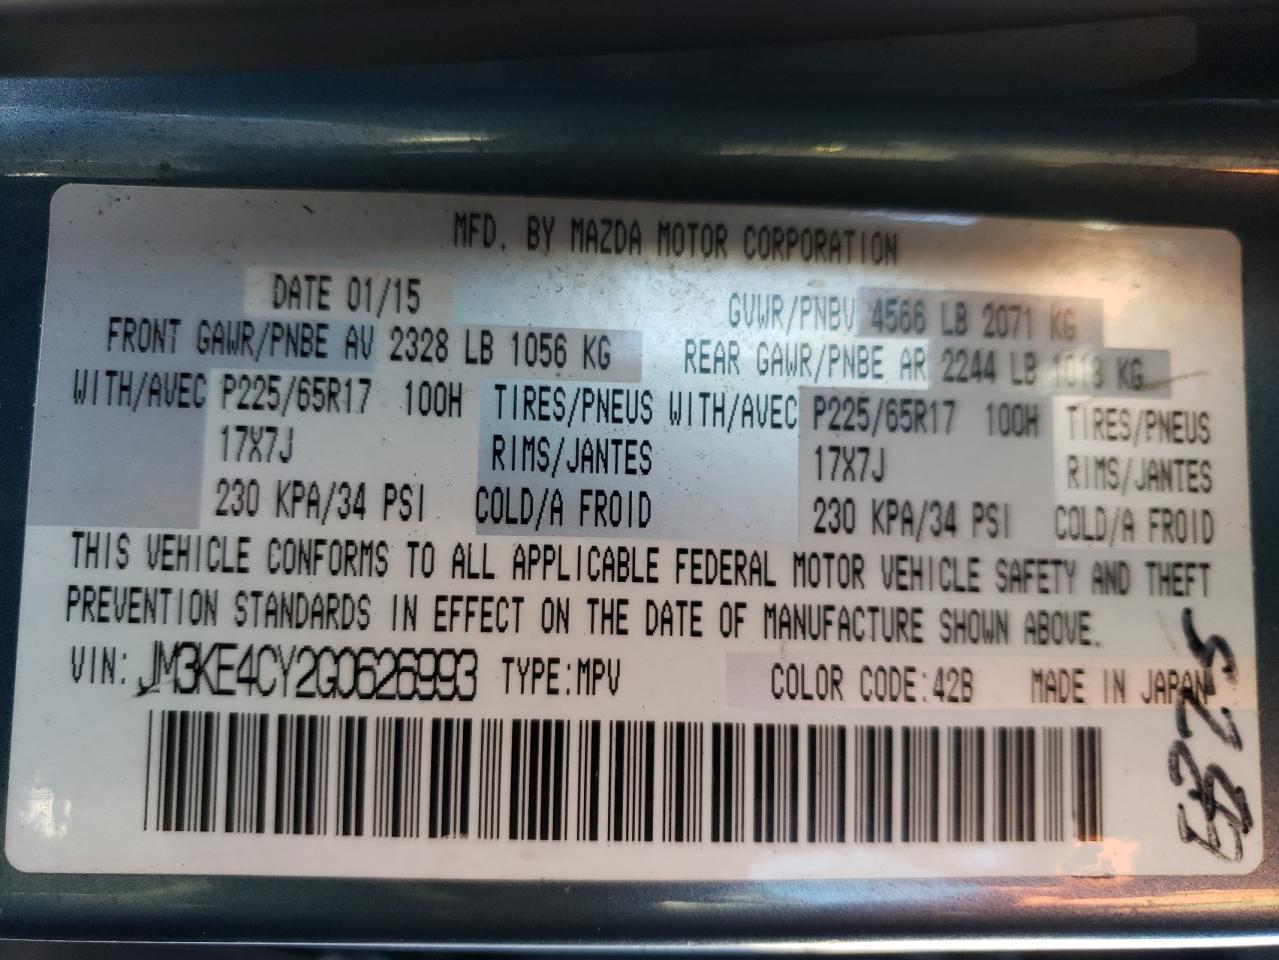 MFD. BY MAZDA MOTOR CORPORATION
DATE 01/15
GVWR/PNBV 4566 LB 2071 KG
FRONT GAWR/PNBE AV 2328 LB 1056 KG
REAR GAWR/PNBE AR 2244 LB 1018 KG
WITH/AVEC P225/65R17 100H TIRES/PNEUS WITH/AVEC P225/65R17 100H TIRES/PNEUS
17X7J RIMS/JANTES 17X7J RIMS/JANTES
230 KPA/34 PSI COLD/A FROID 230 KPA/34 PSI COLD/A FROID
THIS VEHICLE CONFORMS TO ALL APPLICABLE FEDERAL MOTOR VEHICLE SAFETY AND THEFT
PREVENTION STANDARDS IN EFFECT ON THE DATE OF MANUFACTURE SHOWN ABOVE.
VIN: JM3KE4CY2G0626993 TYPE:MPV COLOR CODE:42B MADE IN JAPAN